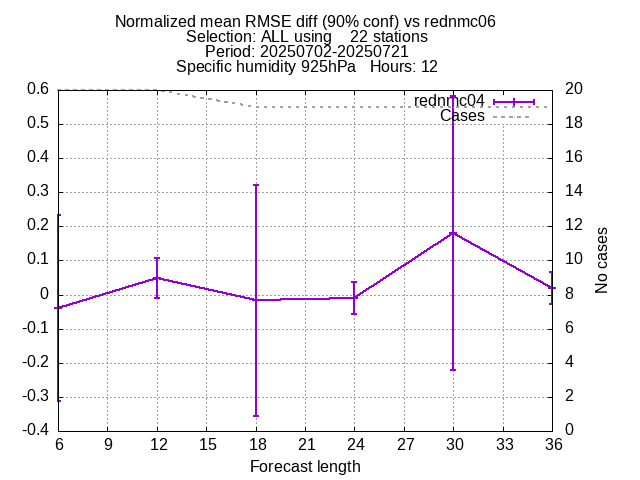 Normalized mean RMSE diff (90% conf) vs rednmc06
Selection: ALL using    22 stations
Period: 20250702-20250721
Specific humidity 925hPa   Hours: 12
rednmc04
Cases
0.6
0.5
0.4
0.3
0.2
0.1
0
-0.1
-0.2
-0.3
-0.4
20
18
16
14
12
10
8
6
4
2
0
No cases
6 9 12 15 18 21 24 27 30 33 36
Forecast length